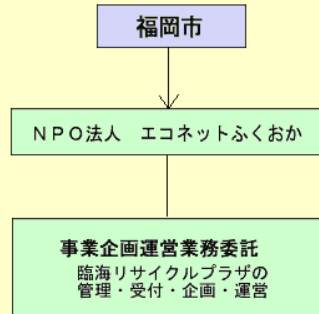 福岡市
NPO法人　エコネットふくおか
事業企画運営業務委託
臨海リサイクルプラザの
管理・受付・企画・運営